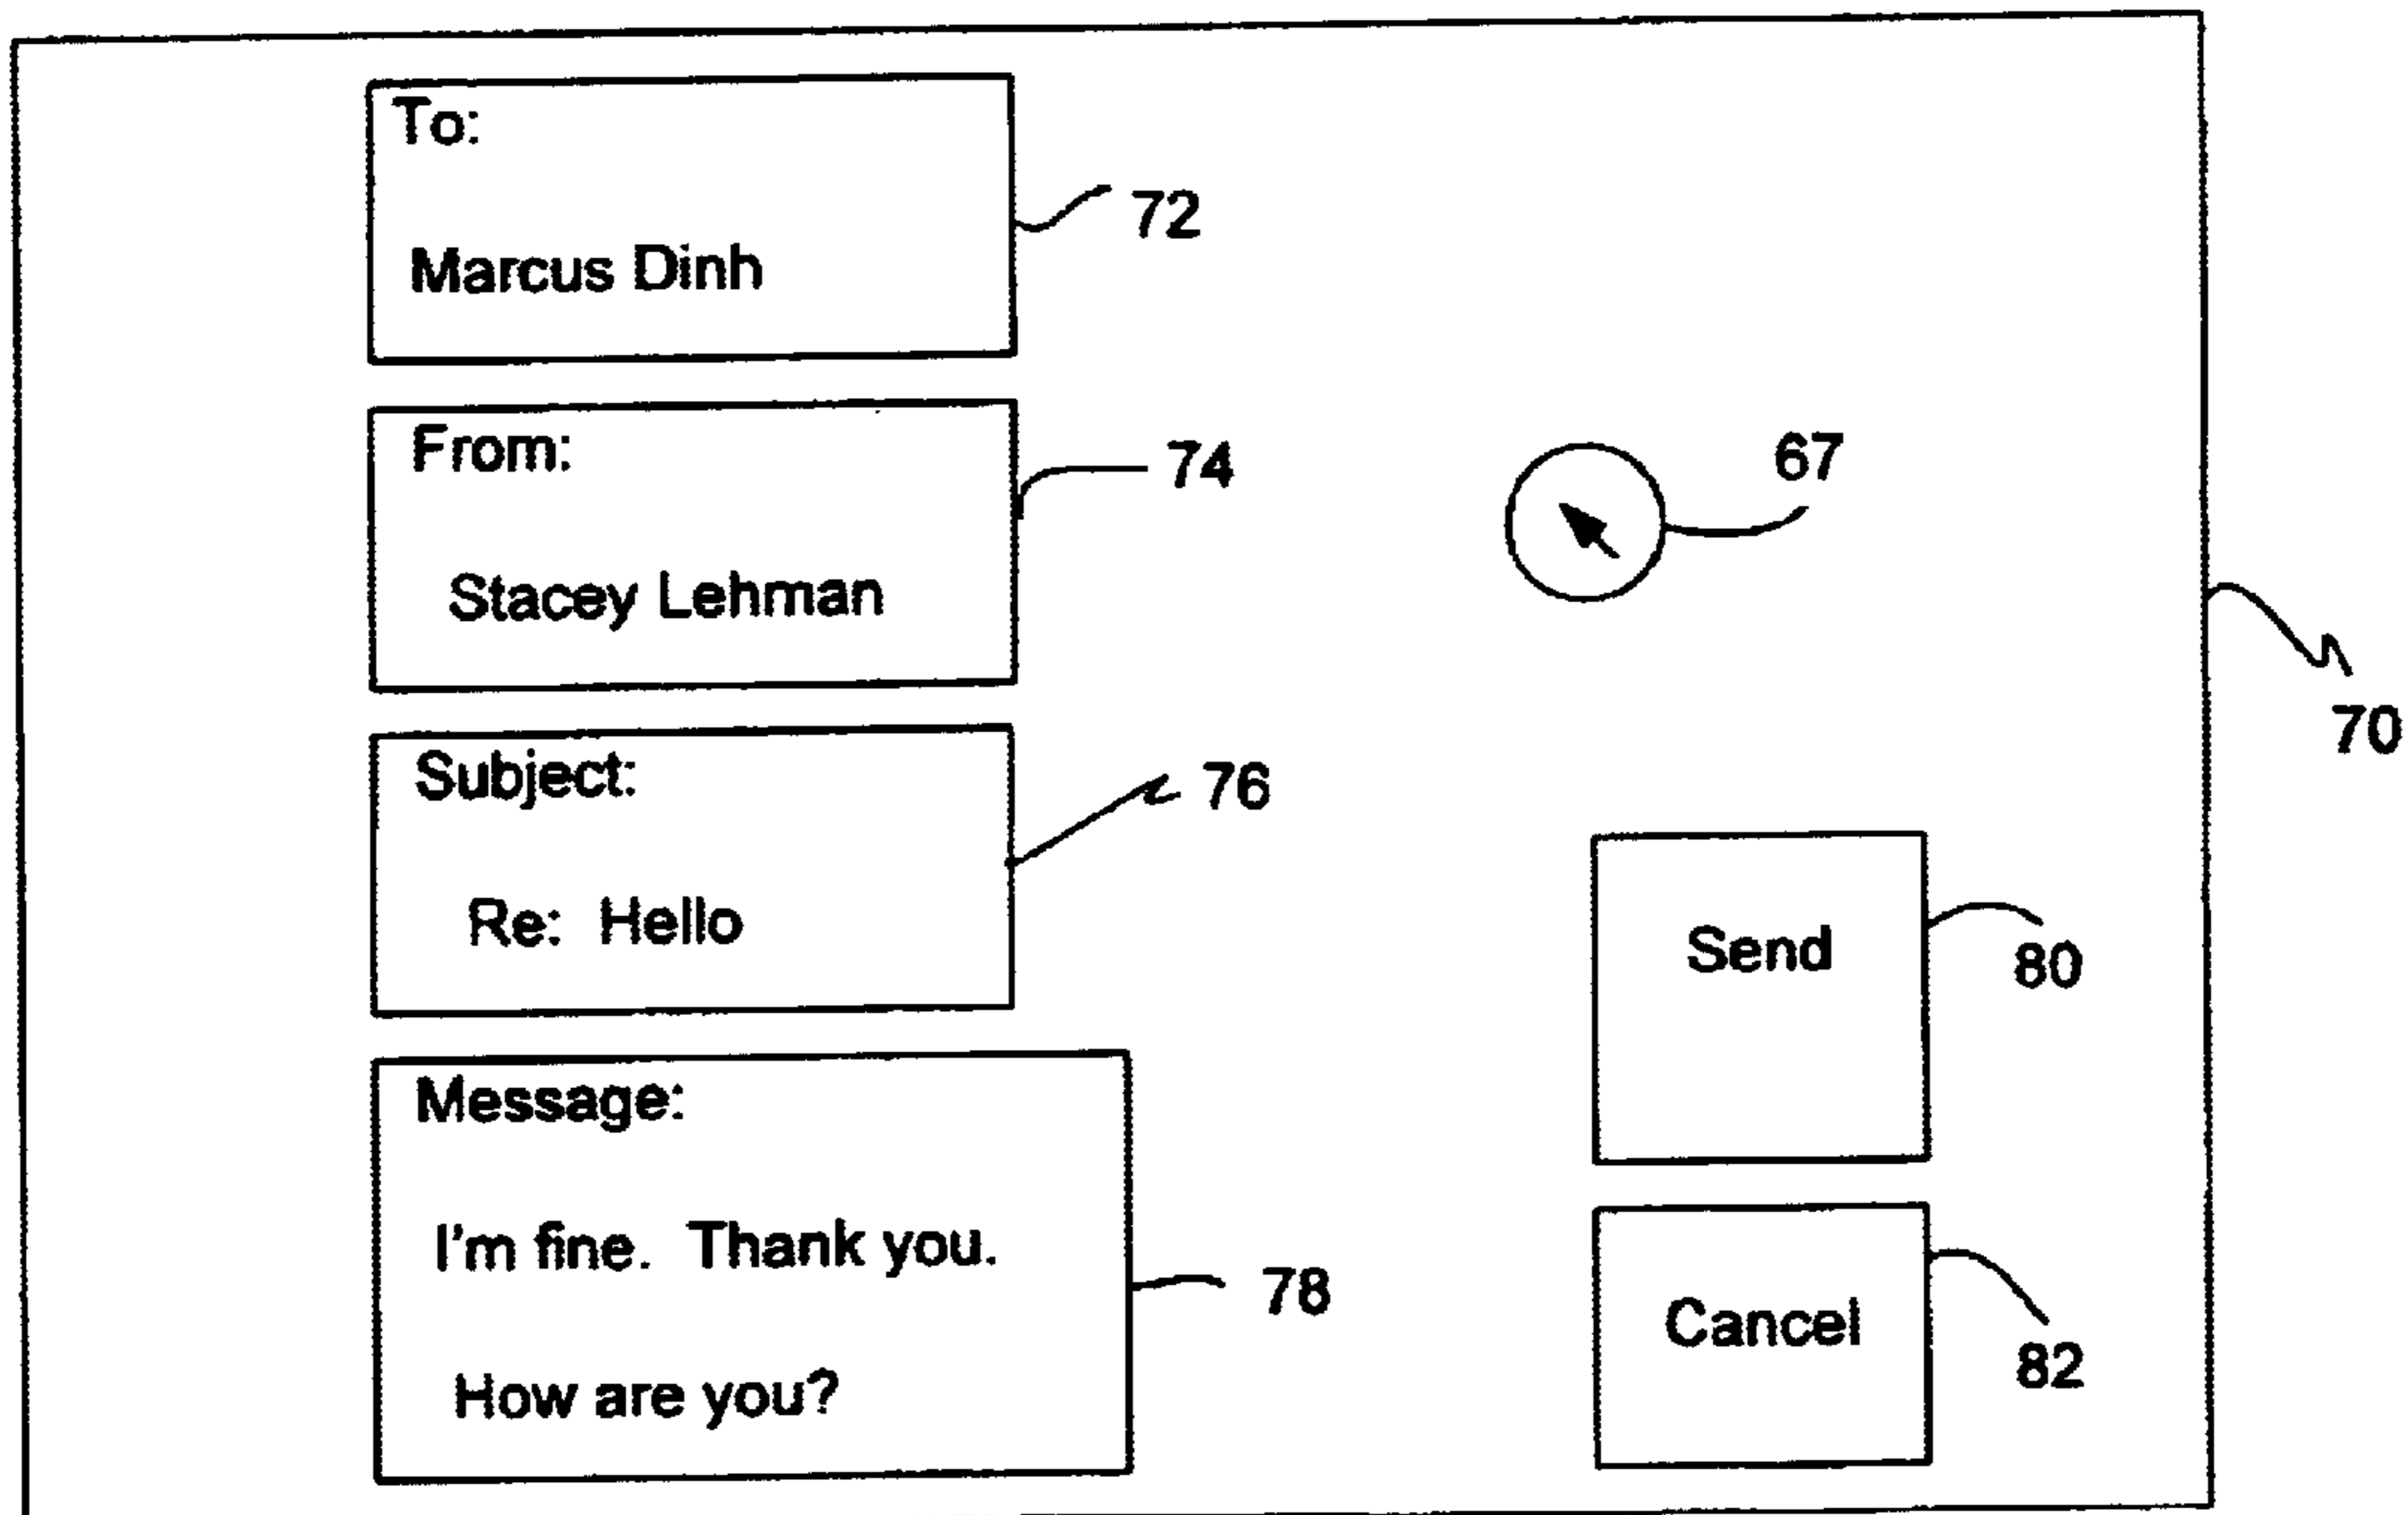 To:
72
Marcus Dinh
From:
74
67
Stacey Lehman
70
Subject:
76
Re: Hello
Send
80
Message:
I'm fine. Thank you.
78
How are you?
Cancel
82